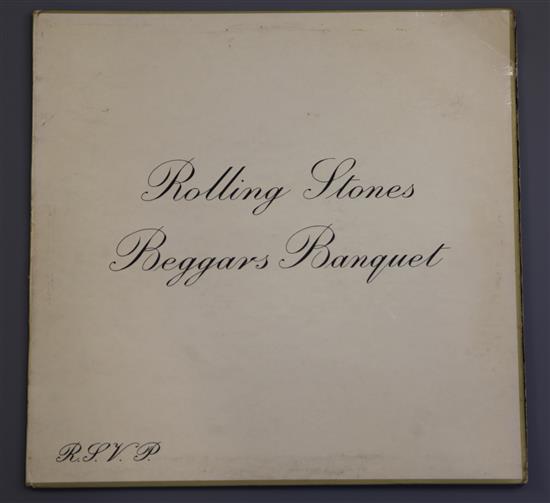 Rolling Stones
Beggars Banquet
R.S.V.P.